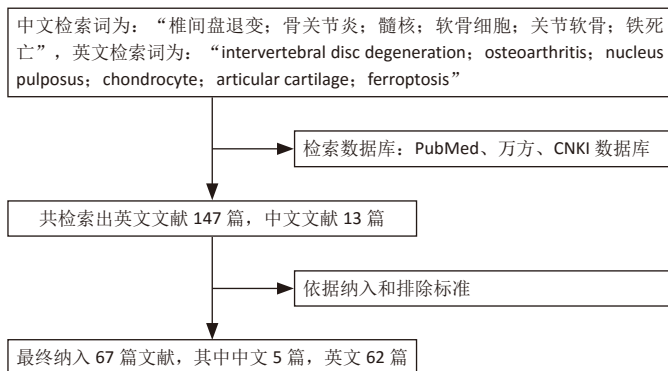 中文检索词为：“椎间盘退变；骨关节炎；髓核；软骨细胞；关节软骨；铁死
亡”，英文检索词为：“intervertebral disc degeneration；osteoarthritis；nucleus
pulposus；chondrocyte；articular cartilage；ferroptosis”
检索数据库：PubMed、万方、CNKI 数据库
共检索出英文文献 147 篇，中文文献 13 篇
依据纳入和排除标准
最终纳入 67 篇文献，其中中文 5 篇，英文 62 篇